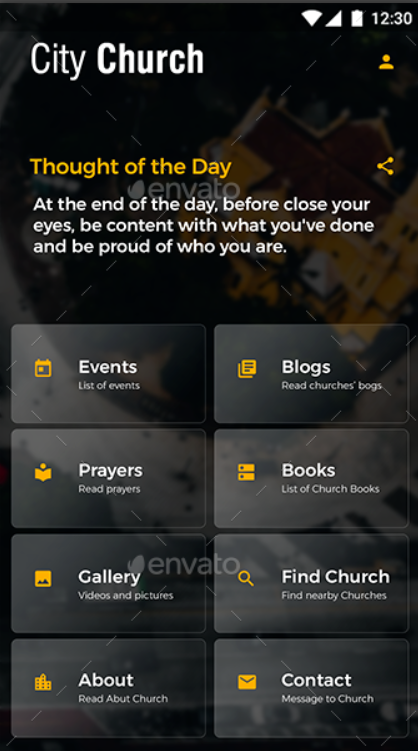 12:30
City Church
Thought of the Day
envato
At the end of the day, before close your
eyes, be content with what you've done
and be proud of who you are.
Events
List of events
Blogs
Read churches' bogs
Prayers
Read prayers
Books
List of Church Books
envato
Gallery
Videos and pictures
Find Church
Find nearby Churches
About
Read Abut Church
Contact
Message to Church